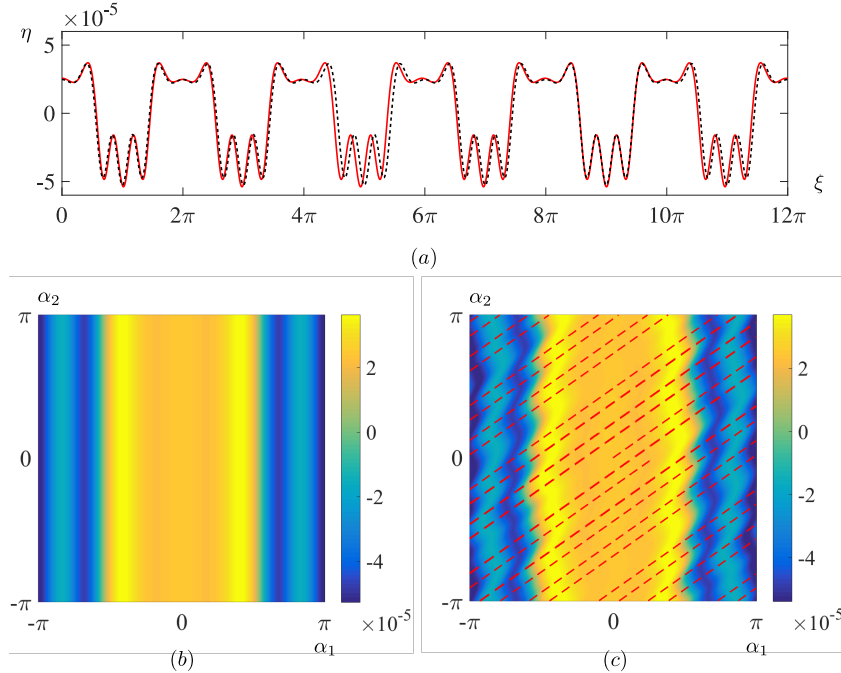 η ×10⁻⁵
5
0
-5
0 2π 4π 6π 8π 10π 12π ξ
(a)
α₂ α₂
π π
2 2
0 0
0 0
-2 -2
-4 -4
-π -π
-π 0 π ×10⁻⁵ -π 0 π ×10⁻⁵
α₁ α₁
(b) (c)